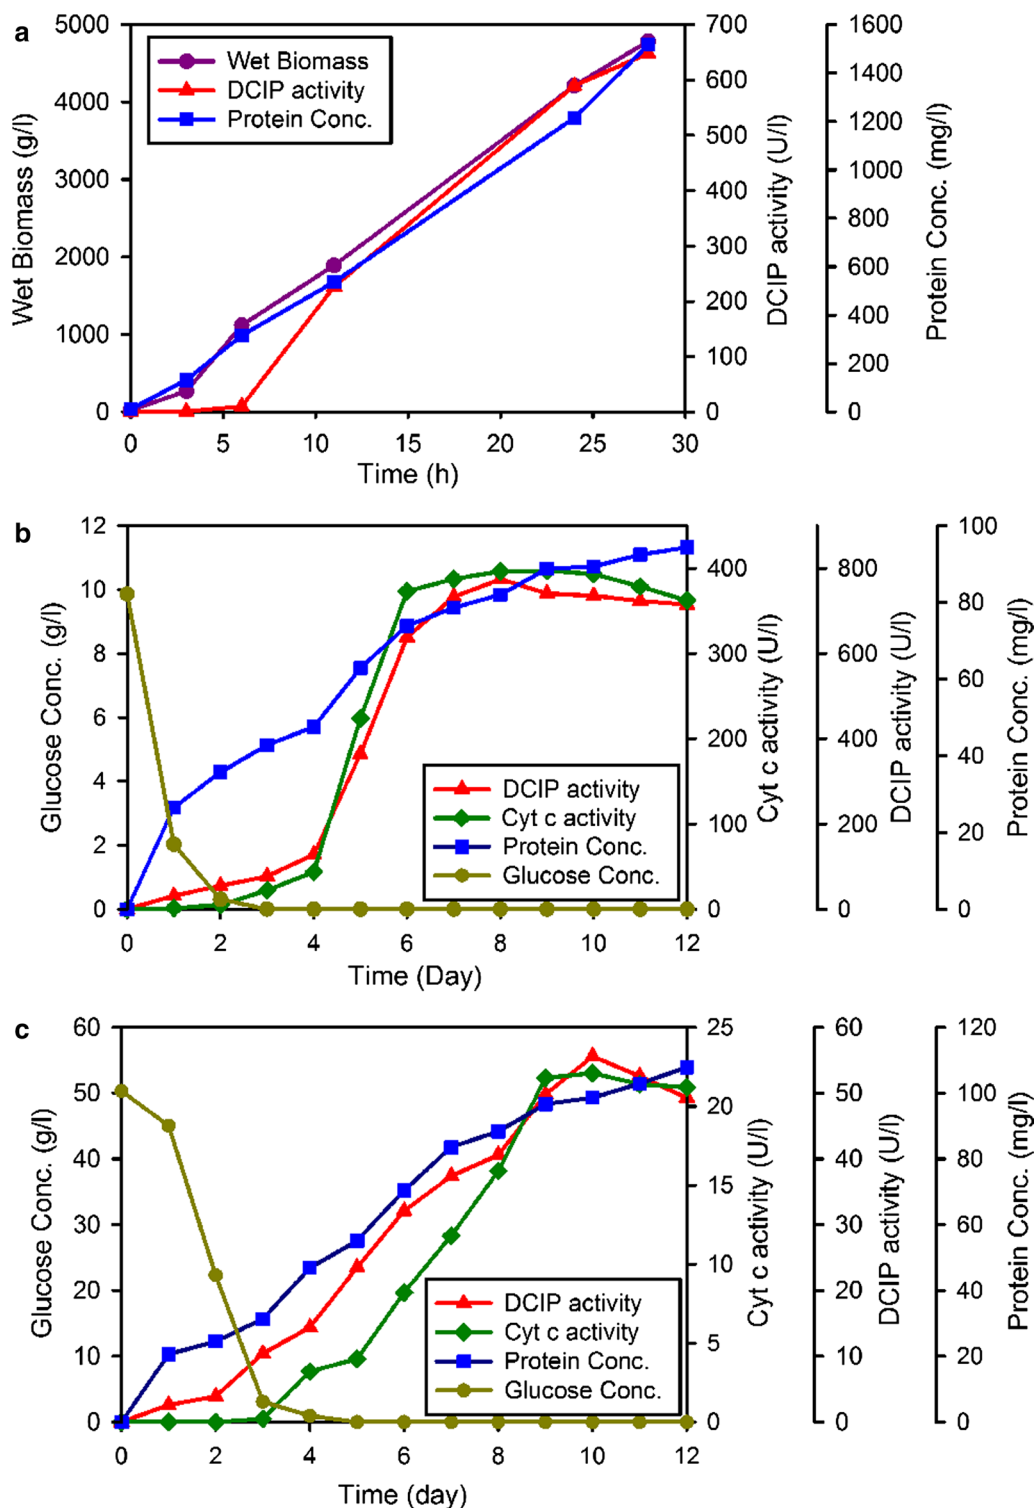 a
5000
4000
3000
2000
1000
0
Wet Biomass (g/l)
Wet Biomass
DCIP activity
Protein Conc.
0 5 10 15 20 25 30
Time (h)
700
600
500
400
300
200
100
0
DCIP activity (U/l)
1600
1400
1200
1000
800
600
400
200
0
Protein Conc. (mg/l)
b
12
10
8
6
4
2
0
Glucose Conc. (g/l)
DCIP activity
Cyt c activity
Protein Conc.
Glucose Conc.
0 2 4 6 8 10 12
Time (Day)
400
300
200
100
0
Cyt c activity (U/l)
800
600
400
200
0
DCIP activity (U/l)
100
80
60
40
20
0
Protein Conc. (mg/l)
c
60
50
40
30
20
10
0
Glucose Conc. (g/l)
DCIP activity
Cyt c activity
Protein Conc.
Glucose Conc.
0 2 4 6 8 10 12
Time (day)
25
20
15
10
5
0
Cyt c activity (U/l)
60
50
40
30
20
10
0
DCIP activity (U/l)
120
100
80
60
40
20
0
Protein Conc. (mg/l)